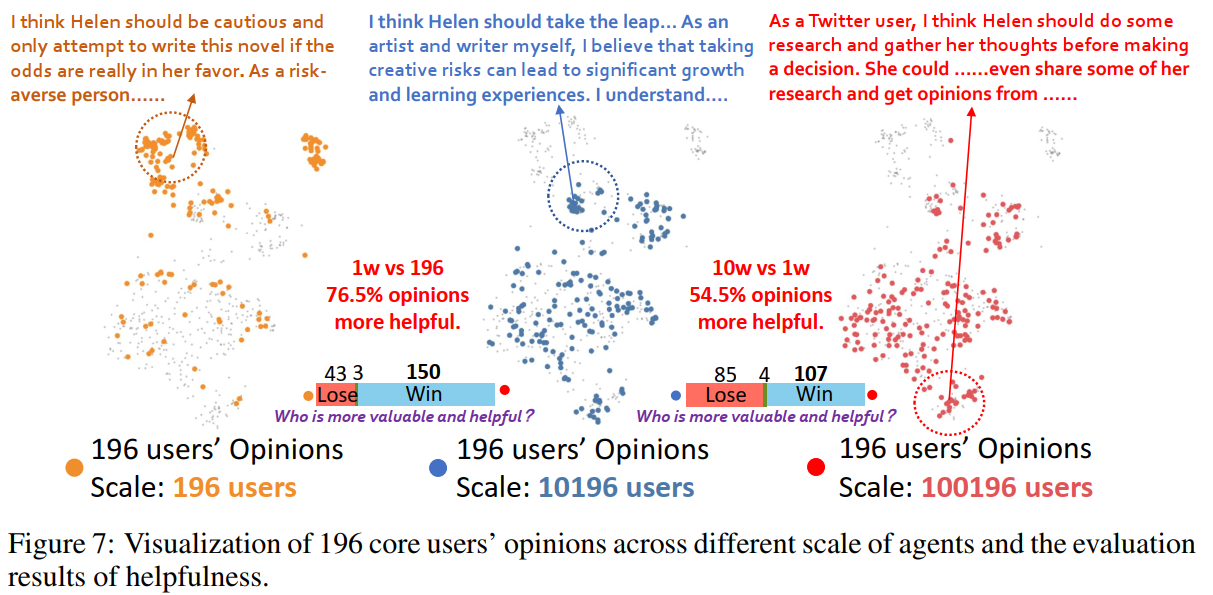 I think Helen should be cautious and
only attempt to write this novel if the
odds are really in her favor. As a risk-
averse person......
I think Helen should take the leap... As an
artist and writer myself, I believe that taking
creative risks can lead to significant growth
and learning experiences. I understand....
As a Twitter user, I think Helen should do some
research and gather her thoughts before making
a decision. She could ......even share some of her
research and get opinions from ......
1w vs 196
76.5% opinions
more helpful.
10w vs 1w
54.5% opinions
more helpful.
43 3 150
Lose Win
Who is more valuable and helpful?
85 4 107
Lose Win
Who is more valuable and helpful?
196 users’ Opinions
Scale: 196 users
196 users’ Opinions
Scale: 10196 users
196 users’ Opinions
Scale: 100196 users
Figure 7: Visualization of 196 core users’ opinions across different scale of agents and the evaluation
results of helpfulness.